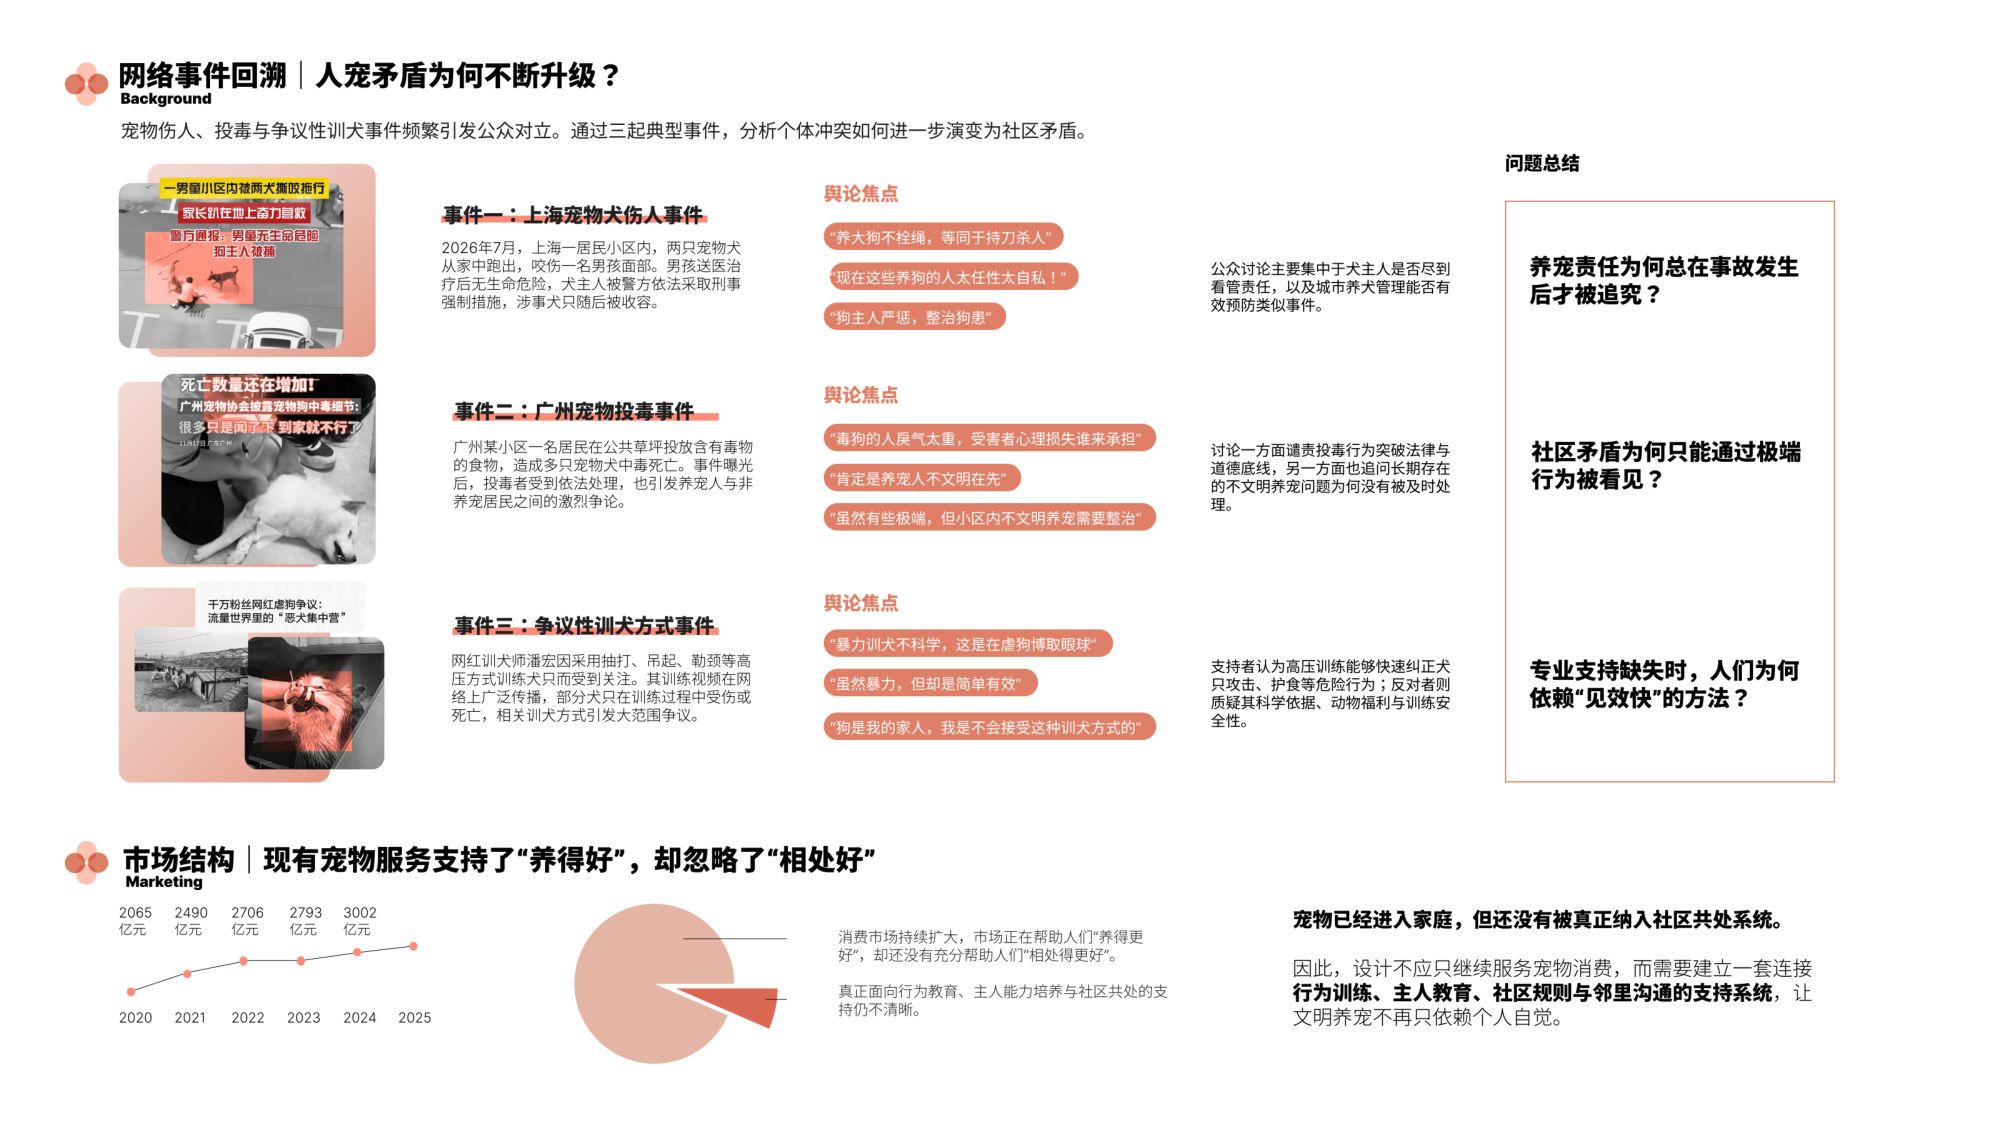 网络事件回溯｜人宠矛盾为何不断升级？
Background
宠物伤人、投毒与争议性训犬事件频繁引发公众对立。通过三起典型事件，分析个体冲突如何进一步演变为社区矛盾。
问题总结
一男童小区内被两犬撕咬拖行
家长趴在地上奋力营救
警方通报：男童无生命危险
狗主人被捕
事件一：上海宠物犬伤人事件
2026年7月，上海一居民小区内，两只宠物犬
从家中跑出，咬伤一名男孩面部。男孩送医治
疗后无生命危险，犬主人被警方依法采取刑事
强制措施，涉事犬只随后被收容。
舆论焦点
“养大狗不栓绳，等同于持刀杀人”
“现在这些养狗的人太任性太自私！”
“狗主人严惩，整治狗患”
公众讨论主要集中于犬主人是否尽到
看管责任，以及城市养犬管理能否有
效预防类似事件。
养宠责任为何总在事故发生
后才被追究？
死亡数量还在增加！
广州宠物协会披露宠物狗中毒细节：
很多只是闻了下 到家就不行了
11月17日 广东广州
事件二：广州宠物投毒事件
广州某小区一名居民在公共草坪投放含有毒物
的食物，造成多只宠物犬中毒死亡。事件曝光
后，投毒者受到依法处理，也引发养宠人与非
养宠居民之间的激烈争论。
舆论焦点
“毒狗的人戾气太重，受害者心理损失谁来承担”
“肯定是养宠人不文明在先”
“虽然有些极端，但小区内不文明养宠需要整治”
讨论一方面谴责投毒行为突破法律与
道德底线，另一方面也追问长期存在
的不文明养宠问题为何没有被及时处
理。
社区矛盾为何只能通过极端
行为被看见？
千万粉丝网红虐狗争议：
流量世界里的“恶犬集中营”
事件三：争议性训犬方式事件
网红训犬师潘宏因采用抽打、吊起、勒颈等高
压方式训练犬只而受到关注。其训练视频在网
络上广泛传播，部分犬只在训练过程中受伤或
死亡，相关训犬方式引发大范围争议。
舆论焦点
“暴力训犬不科学，这是在虐狗博取眼球”
“虽然暴力，但却是简单有效”
“狗是我的家人，我是不会接受这种训犬方式的”
支持者认为高压训练能够快速纠正犬
只攻击、护食等危险行为；反对者则
质疑其科学依据、动物福利与训练安
全性。
专业支持缺失时，人们为何
依赖“见效快”的方法？
市场结构｜现有宠物服务支持了“养得好”，却忽略了“相处好”
Marketing
2065 2490 2706 2793 3002
亿元 亿元 亿元 亿元 亿元
2020 2021 2022 2023 2024 2025
消费市场持续扩大，市场正在帮助人们“养得更
好”，却还没有充分帮助人们“相处得更好”。
真正面向行为教育、主人能力培养与社区共处的支
持仍不清晰。
宠物已经进入家庭，但还没有被真正纳入社区共处系统。
因此，设计不应只继续服务宠物消费，而需要建立一套连接
行为训练、主人教育、社区规则与邻里沟通的支持系统，让
文明养宠不再只依赖个人自觉。